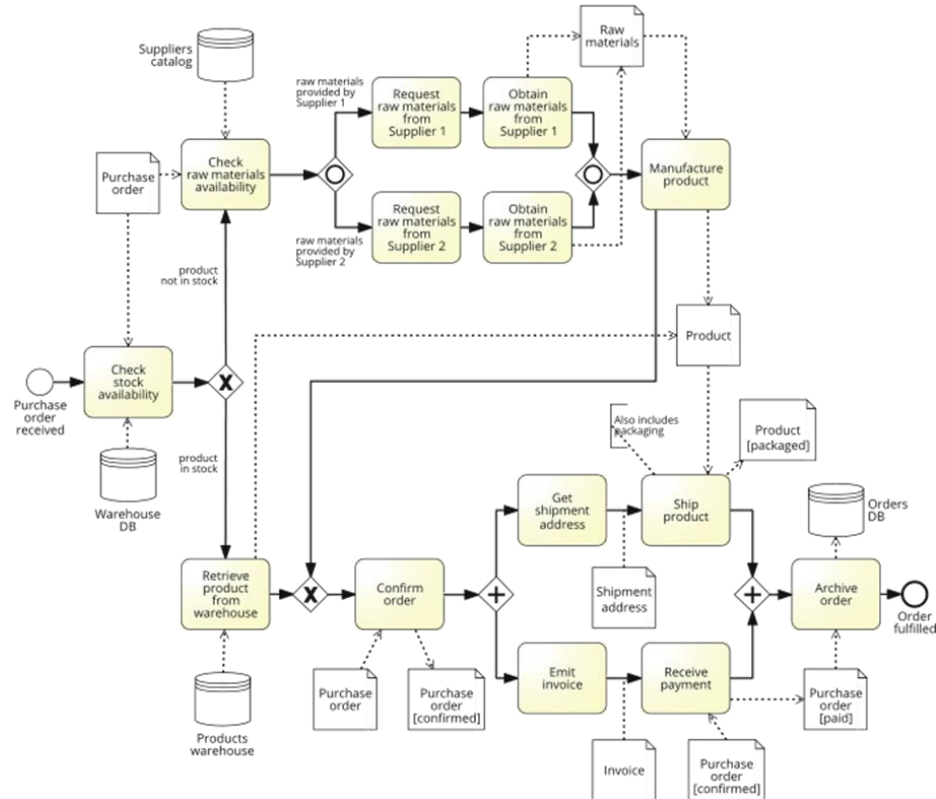 Suppliers
catalog
Raw
materials
raw materials
provided by
Supplier 1
Request
raw materials
from
Supplier 1
Obtain
raw materials
from
Supplier 1
Purchase
order
Check
raw materials
availability
Manufacture
product
Request
raw materials
from
Supplier 2
Obtain
raw materials
from
Supplier 2
raw materials
provided by
Supplier 2
product
not in stock
Product
Check
stock
availability
X
Purchase
order
received
Also includes
packaging
Product
[packaged]
product
in stock
Warehouse
DB
Get
shipment
address
Ship
product
Orders
DB
Retrieve
product
from
warehouse
X
Confirm
order
Shipment
address
Archive
order
Order
fulfilled
Emit
invoice
Receive
payment
Purchase
order
Purchase
order
[confirmed]
Purchase
order
[paid]
Products
warehouse
Invoice
Purchase
order
[confirmed]